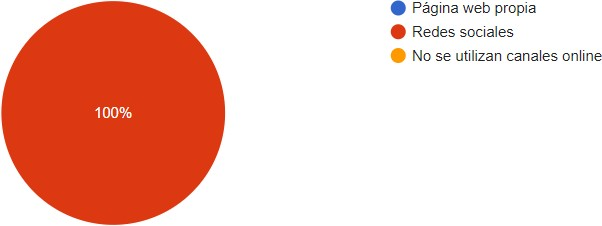 Página web propia
Redes sociales
No se utilizan canales online
100%